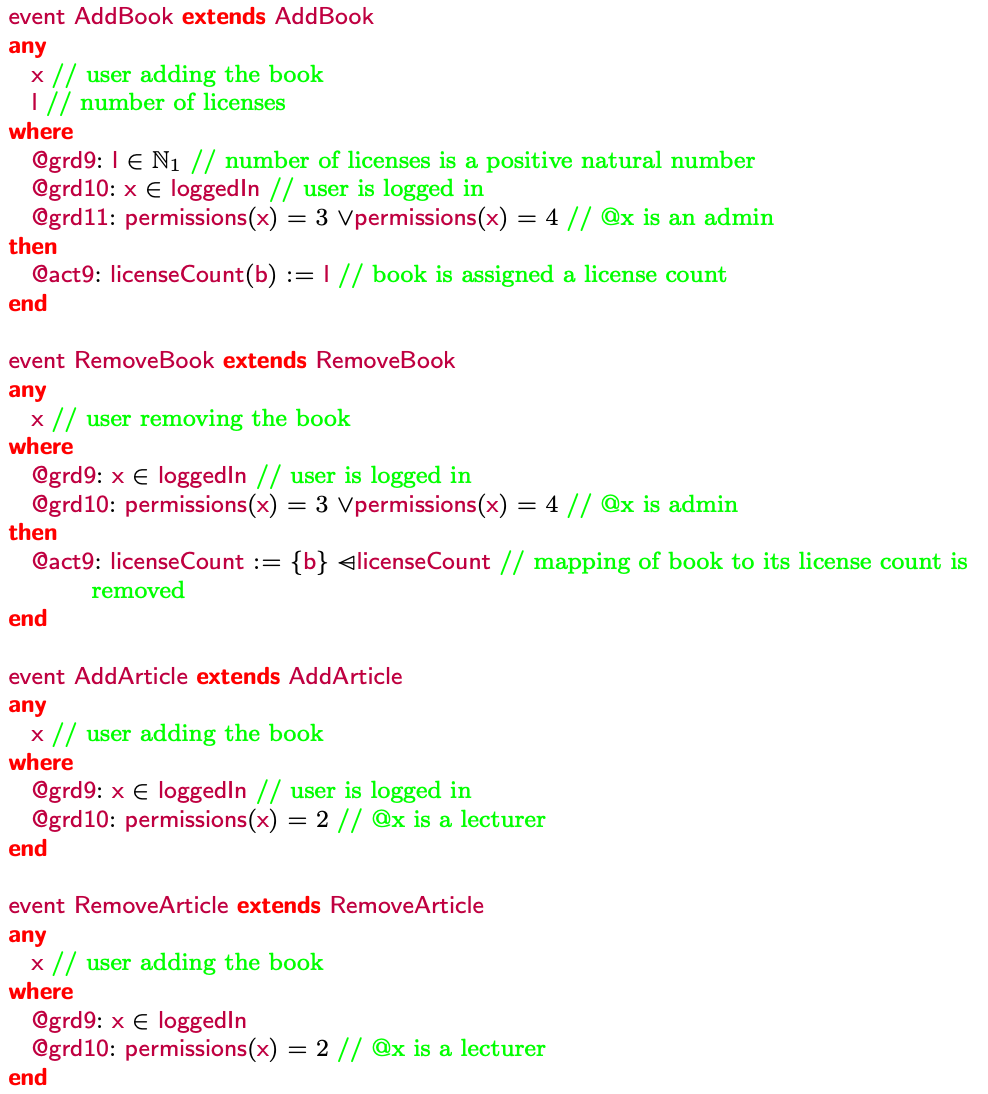 event AddBook extends AddBook
any
x // user adding the book
l // number of licenses
where
@grd9: l ∈ ℕ₁ // number of licenses is a positive natural number
@grd10: x ∈ loggedIn // user is logged in
@grd11: permissions(x) = 3 ∨permissions(x) = 4 // @x is an admin
then
@act9: licenseCount(b) := l // book is assigned a license count
end
event RemoveBook extends RemoveBook
any
x // user removing the book
where
@grd9: x ∈ loggedIn // user is logged in
@grd10: permissions(x) = 3 ∨permissions(x) = 4 // @x is admin
then
@act9: licenseCount := {b} ⩤licenseCount // mapping of book to its license count is
removed
end
event AddArticle extends AddArticle
any
x // user adding the book
where
@grd9: x ∈ loggedIn // user is logged in
@grd10: permissions(x) = 2 // @x is a lecturer
end
event RemoveArticle extends RemoveArticle
any
x // user adding the book
where
@grd9: x ∈ loggedIn
@grd10: permissions(x) = 2 // @x is a lecturer
end